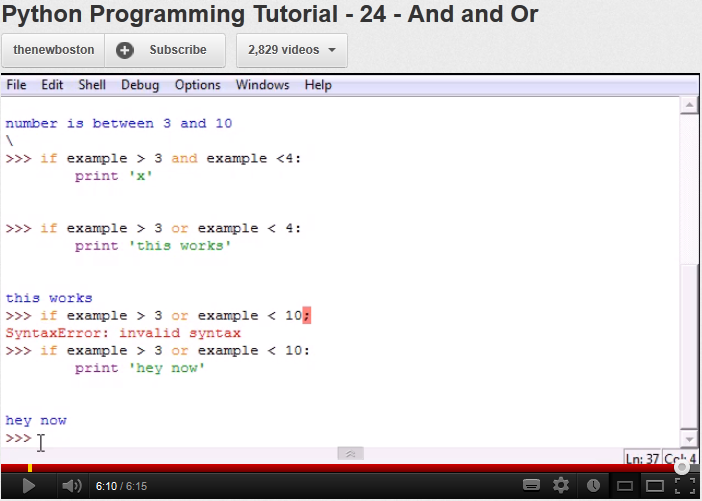 Python Programming Tutorial - 24 - And and Or
thenewboston Subscribe 2,829 videos
File Edit Shell Debug Options Windows Help
number is between 3 and 10
\
>>> if example > 3 and example <4:
print 'x'
>>> if example > 3 or example < 4:
print 'this works'
this works
>>> if example > 3 or example < 10;
SyntaxError: invalid syntax
>>> if example > 3 or example < 10:
print 'hey now'
hey now
>>>
Ln: 37 Col: 4
6:10 / 6:15